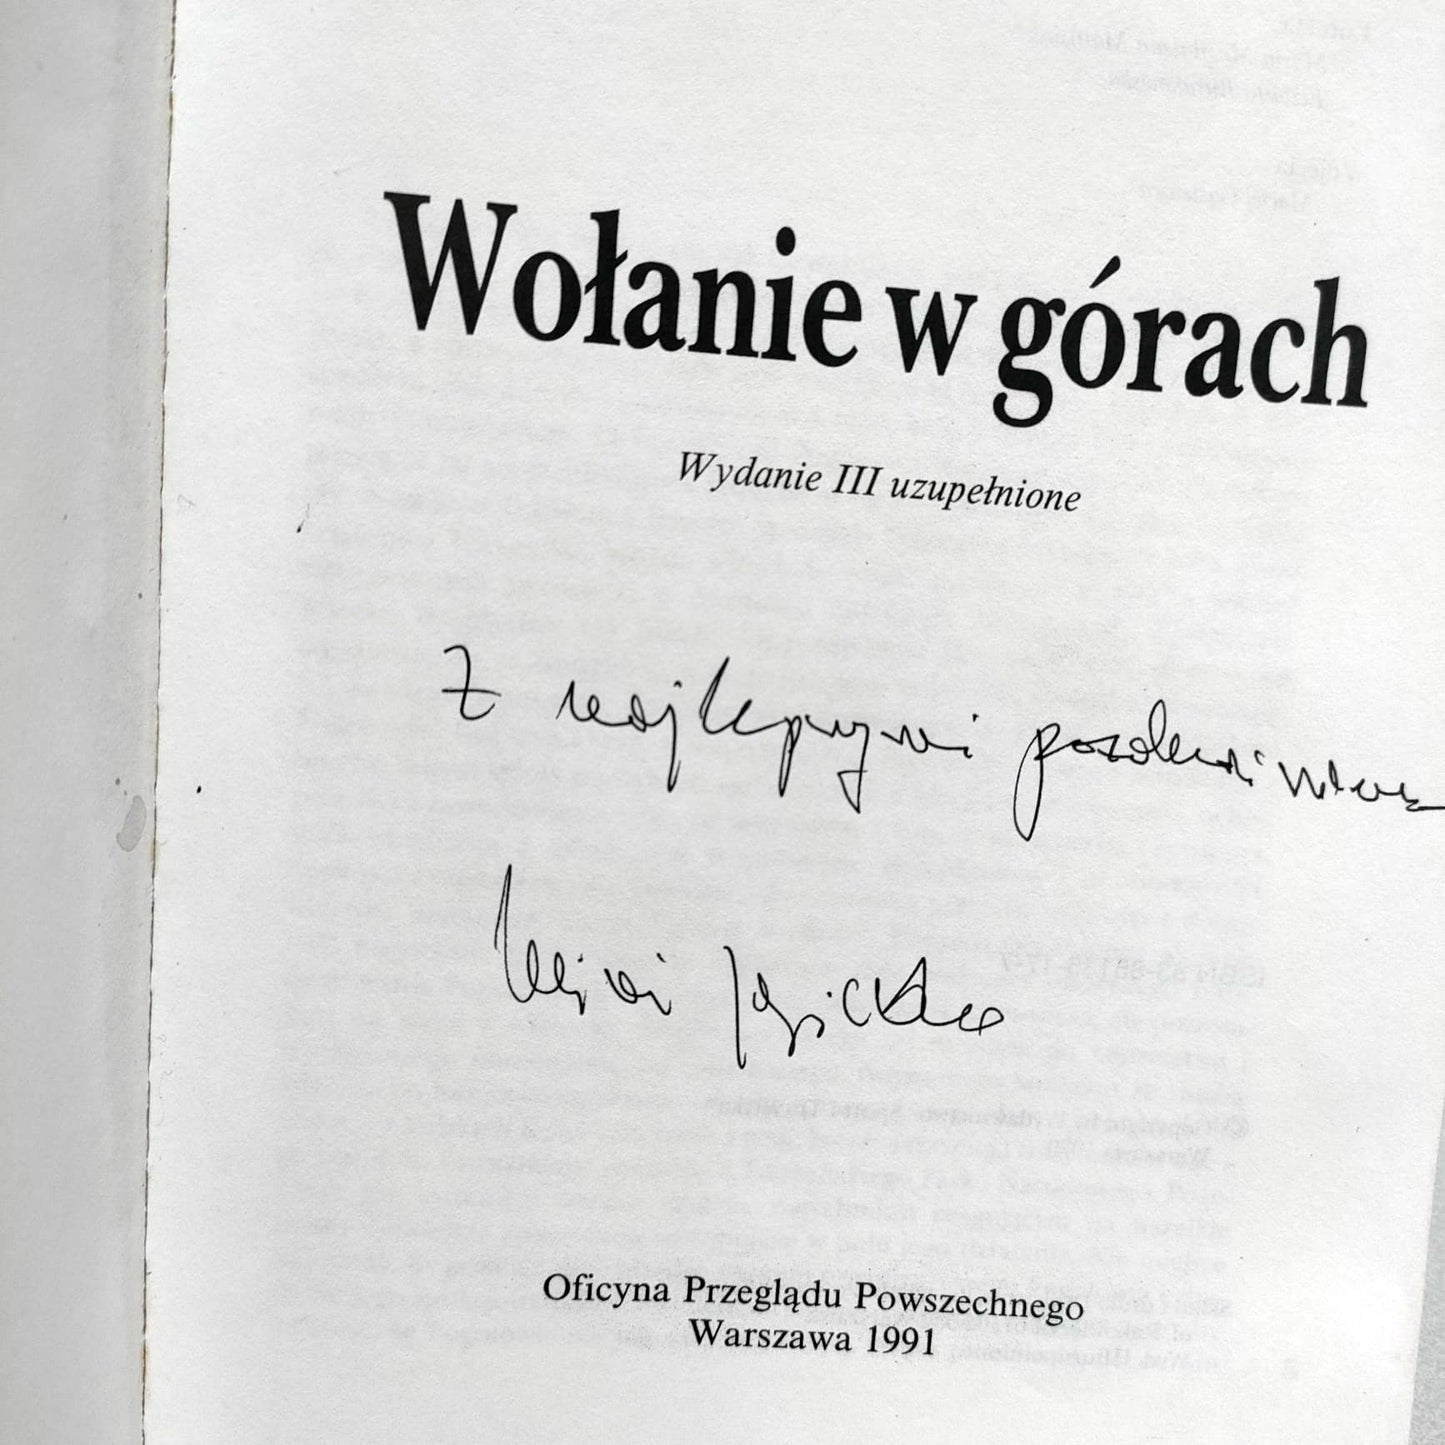 Wołanie w górach
Wydanie III uzupełnione
Z najlepszymi pozdrowieniami
Oficyna Przeglądu Powszechnego
Warszawa 1991